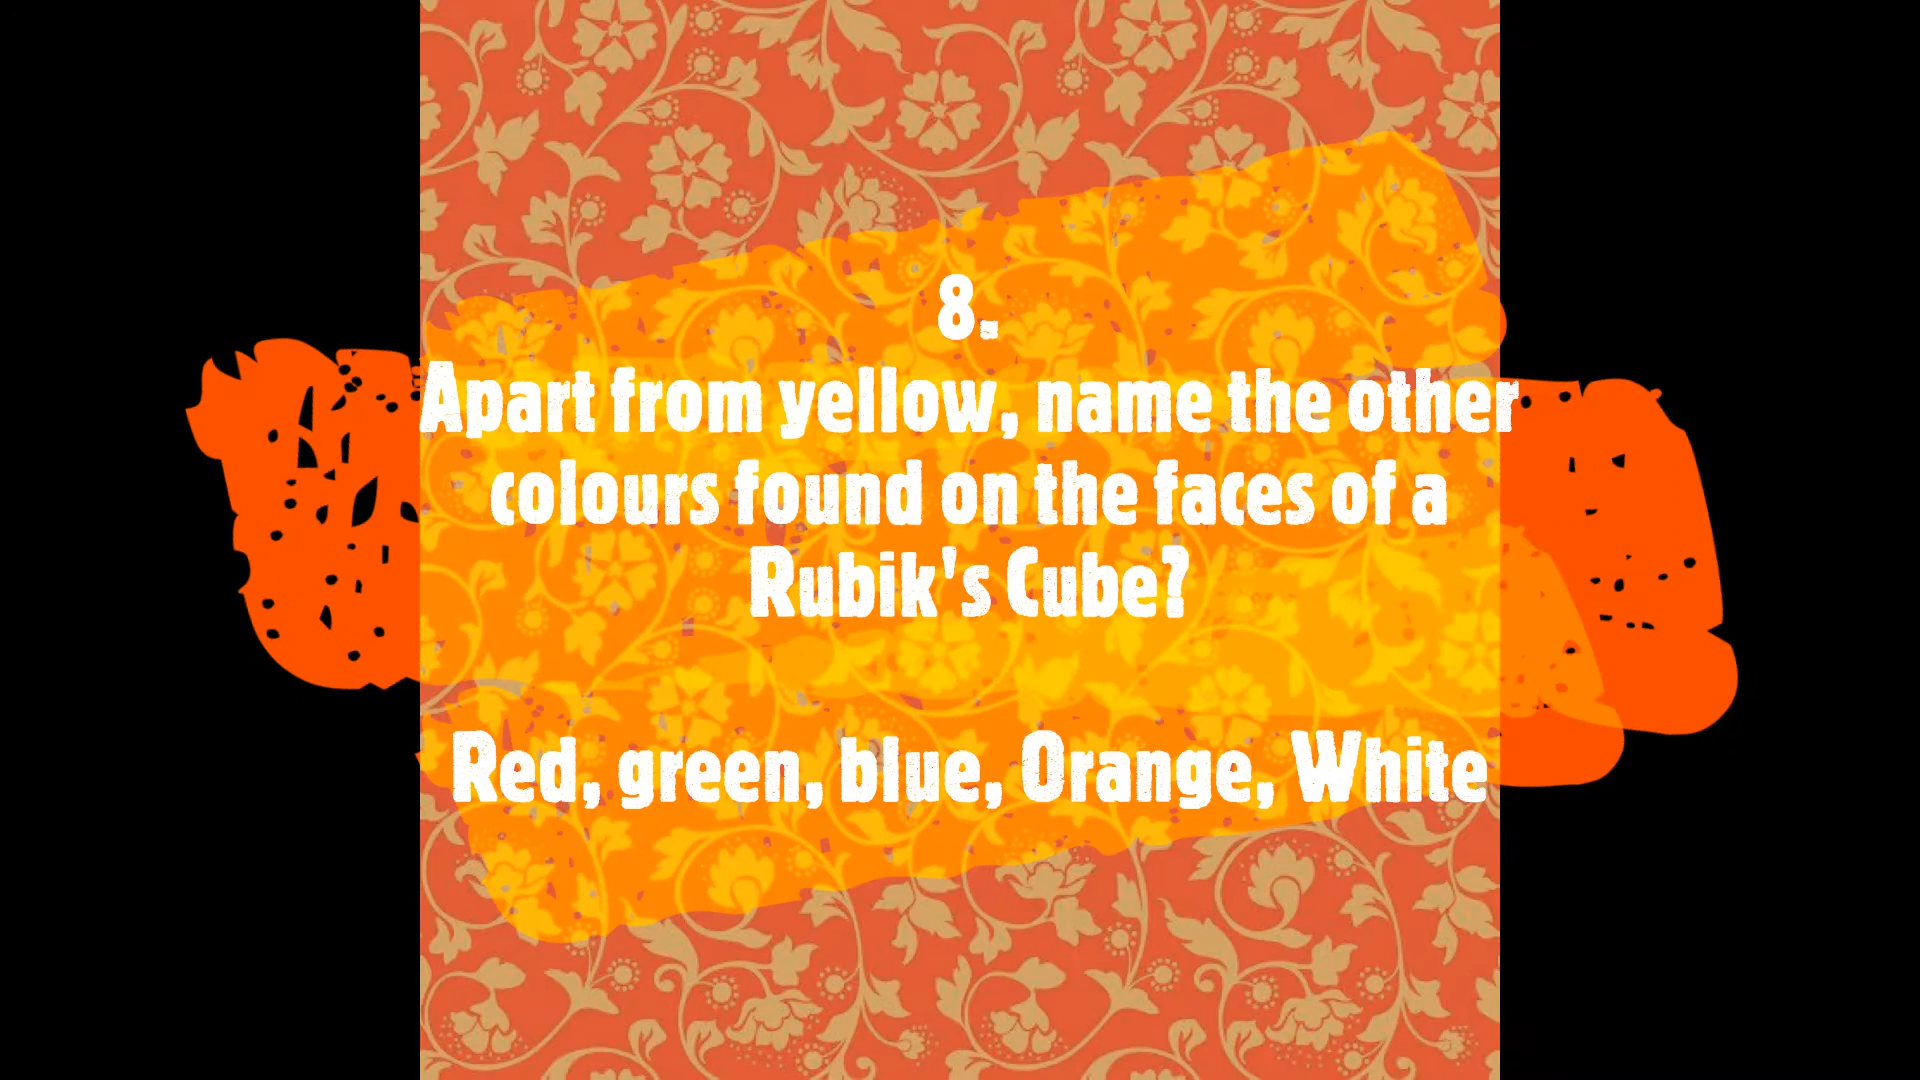 8.
Apart from yellow, name the other
colours found on the faces of a
Rubik's Cube?
Red, green, blue, Orange, White